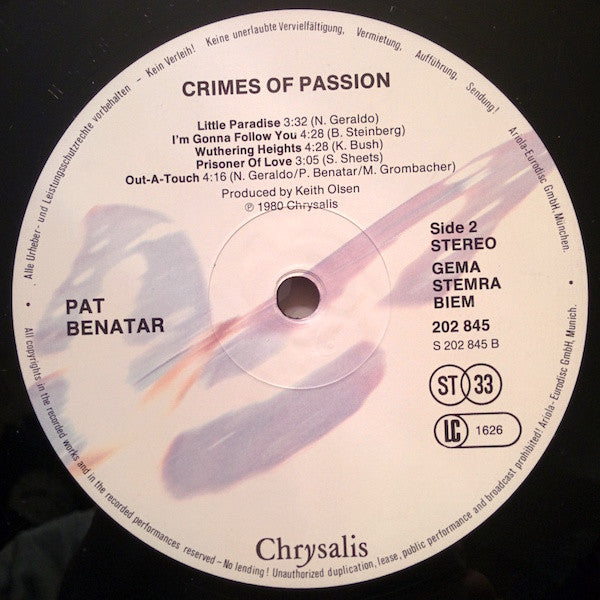 Alle Urheber- und Leistungsschutzrechte vorbehalten - Kein Verleih! Keine unerlaubte Vervielfältigung, Vermietung, Aufführung, Sendung!
Ariola-Eurodisc GmbH, München.
CRIMES OF PASSION
Little Paradise 3:32 (N. Geraldo)
I'm Gonna Follow You 4:28 (B. Steinberg)
Wuthering Heights 4:28 (K. Bush)
Prisoner Of Love 3:05 (S. Sheets)
Out-A-Touch 4:16 (N. Geraldo/P. Benatar/M. Grombacher)
Produced by Keith Olsen
℗ 1980 Chrysalis
PAT
BENATAR
Side 2
STEREO
GEMA
STEMRA
BIEM
202 845
S 202 845 B
ST 33
LC 1626
Chrysalis
All copyrights in the recorded works and in the recorded performances reserved - No lending! Unauthorized duplication, lease, public performance and broadcast prohibited! Ariola-Eurodisc GmbH, Munich.